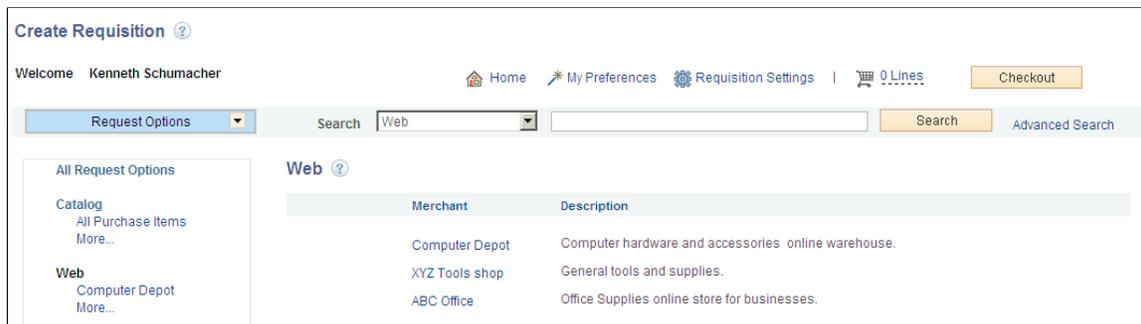 Create Requisition ?
Welcome Kenneth Schumacher
Home My Preferences Requisition Settings | 0 Lines Checkout
Request Options Search Web Search Advanced Search
All Request Options
Catalog
All Purchase Items
More...
Web
Computer Depot
More...
Web ?
Merchant Description
Computer Depot Computer hardware and accessories online warehouse.
XYZ Tools shop General tools and supplies.
ABC Office Office Supplies online store for businesses.